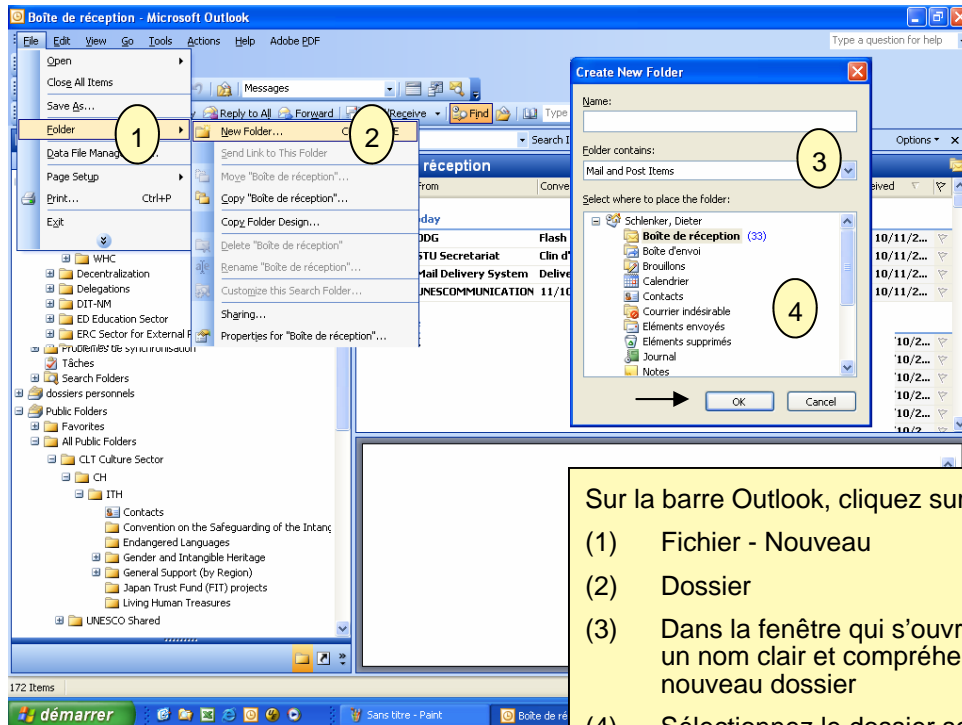 Boîte de réception - Microsoft Outlook
File Edit View Go Tools Actions Help Adobe PDF
Type a question for help
Open
Close All Items
Save As...
Folder
Data File
Page Setup
Print... Ctrl+P
Exit
1
Messages
Reply to All Forward Receive Find Type
Search
Options
New Folder...
2
Send Link to This Folder
Move "Boîte de réception"...
Copy "Boîte de réception"...
Copy Folder Design...
Delete "Boîte de réception"
Rename "Boîte de réception"...
Customize this Search Folder...
Sharing...
Properties for "Boîte de réception"...
réception
From
ODG Flash
STU Secretariat Clin d'
Mail Delivery System
UNESCOMMUNICATION 11/10
10/11/2...
10/11/2...
10/11/2...
10/11/2...
'10/2...
'10/2...
'10/2...
'10/2...
'10/2...
Create New Folder
Name:
Folder contains:
Mail and Post Items
3
Select where to place the folder:
Schlenker, Dieter
Boîte de réception (33)
Boîte d'envoi
Brouillons
Calendrier
Contacts
Courrier indésirable
Eléments envoyés
Eléments supprimés
Journal
Notes
4
OK Cancel
WHC
Decentralization
Delegations
DIT-NM
ED Education Sector
ERC Sector for External
Problèmes de synchronisation
Tâches
Search Folders
dossiers personnels
Public Folders
Favorites
All Public Folders
CLT Culture Sector
CH
ITH
Contacts
Convention on the Safeguarding of the Intang
Endangered Languages
Gender and Intangible Heritage
General Support (by Region)
Japan Trust Fund (FIT) projects
Living Human Treasures
UNESCO Shared
172 Items
démarrer
Sans titre - Paint
Boîte de ré
Sur la barre Outlook, cliquez sur
(1) Fichier - Nouveau
(2) Dossier
(3) Dans la fenêtre qui s'ouvr
un nom clair et compréhe
nouveau dossier
(4) Sélectionnez le dossier